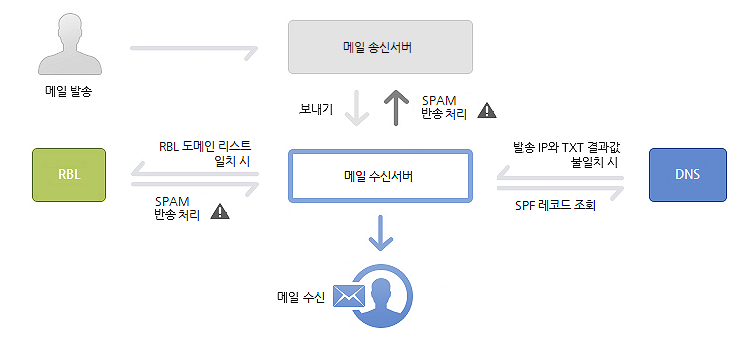 메일 발송
메일 송신서버
보내기
SPAM
반송 처리
RBL 도메인 리스트
일치 시
발송 IP와 TXT 결과값
불일치 시
RBL
메일 수신서버
DNS
SPAM
반송 처리
SPF 레코드 조회
메일 수신